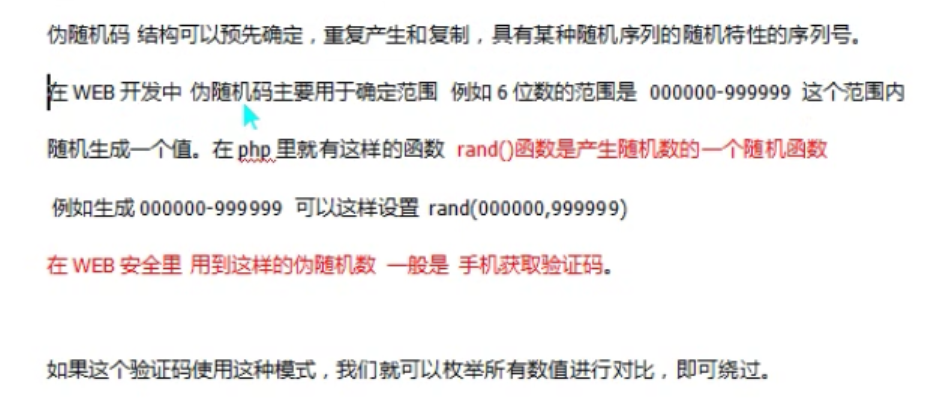 伪随机码 结构可以预先确定，重复产生和复制，具有某种随机序列的随机特性的序列号。
在 WEB 开发中 伪随机码主要用于确定范围 例如 6 位数的范围是 000000-999999 这个范围内
随机生成一个值。在 php 里就有这样的函数 rand()函数是产生随机数的一个随机函数
例如生成 000000-999999 可以这样设置 rand(000000,999999)
在 WEB 安全里 用到这样的伪随机数 一般是 手机获取验证码。
如果这个验证码使用这种模式，我们就可以枚举所有数值进行对比，即可绕过。